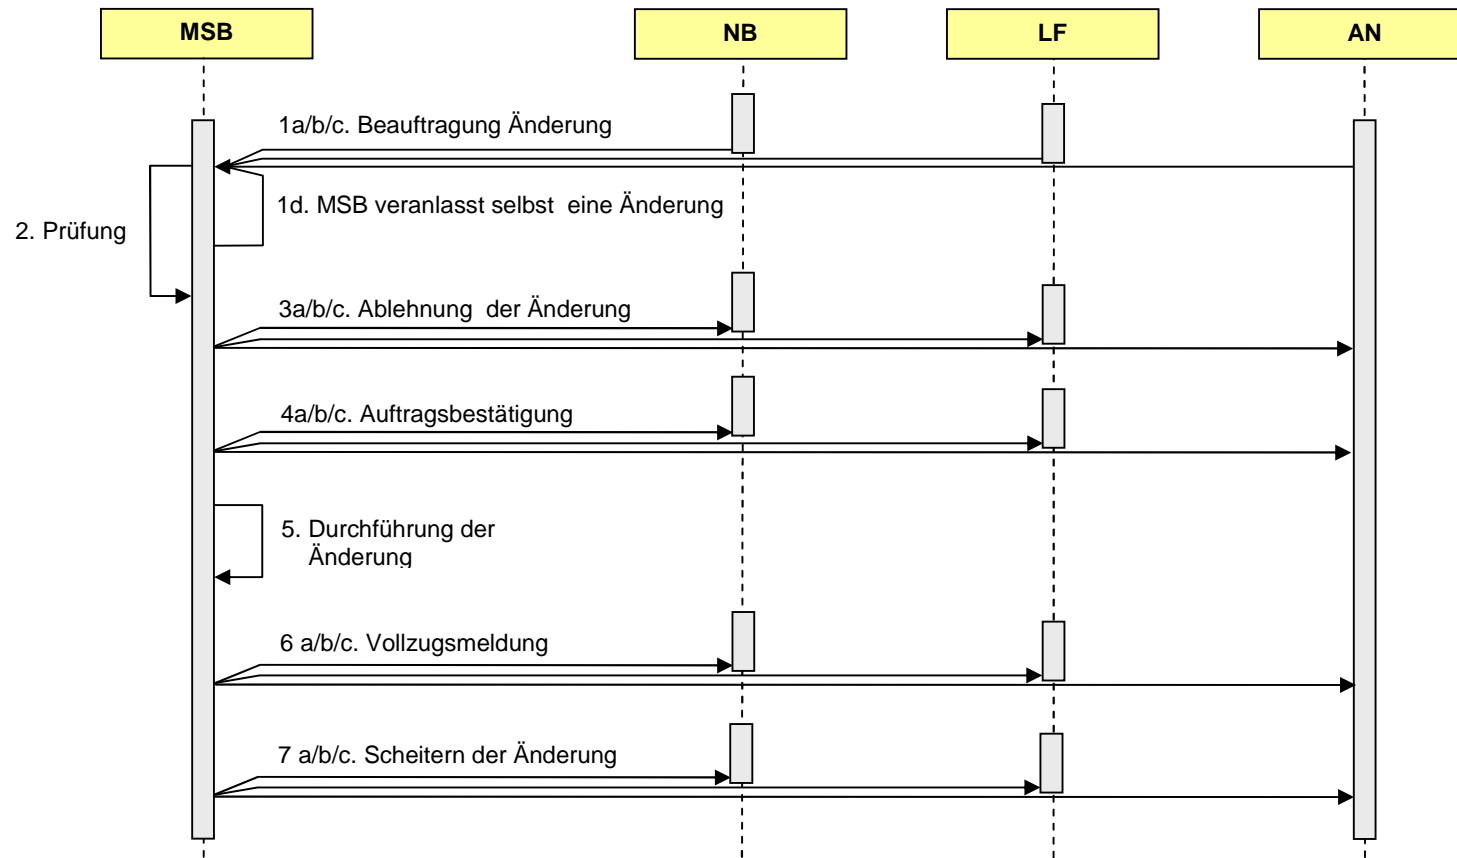 MSB
NB
LF
AN
1a/b/c. Beauftragung Änderung
1d. MSB veranlasst selbst eine Änderung
2. Prüfung
3a/b/c. Ablehnung der Änderung
4a/b/c. Auftragsbestätigung
5. Durchführung der
Änderung
6 a/b/c. Vollzugsmeldung
7 a/b/c. Scheitern der Änderung